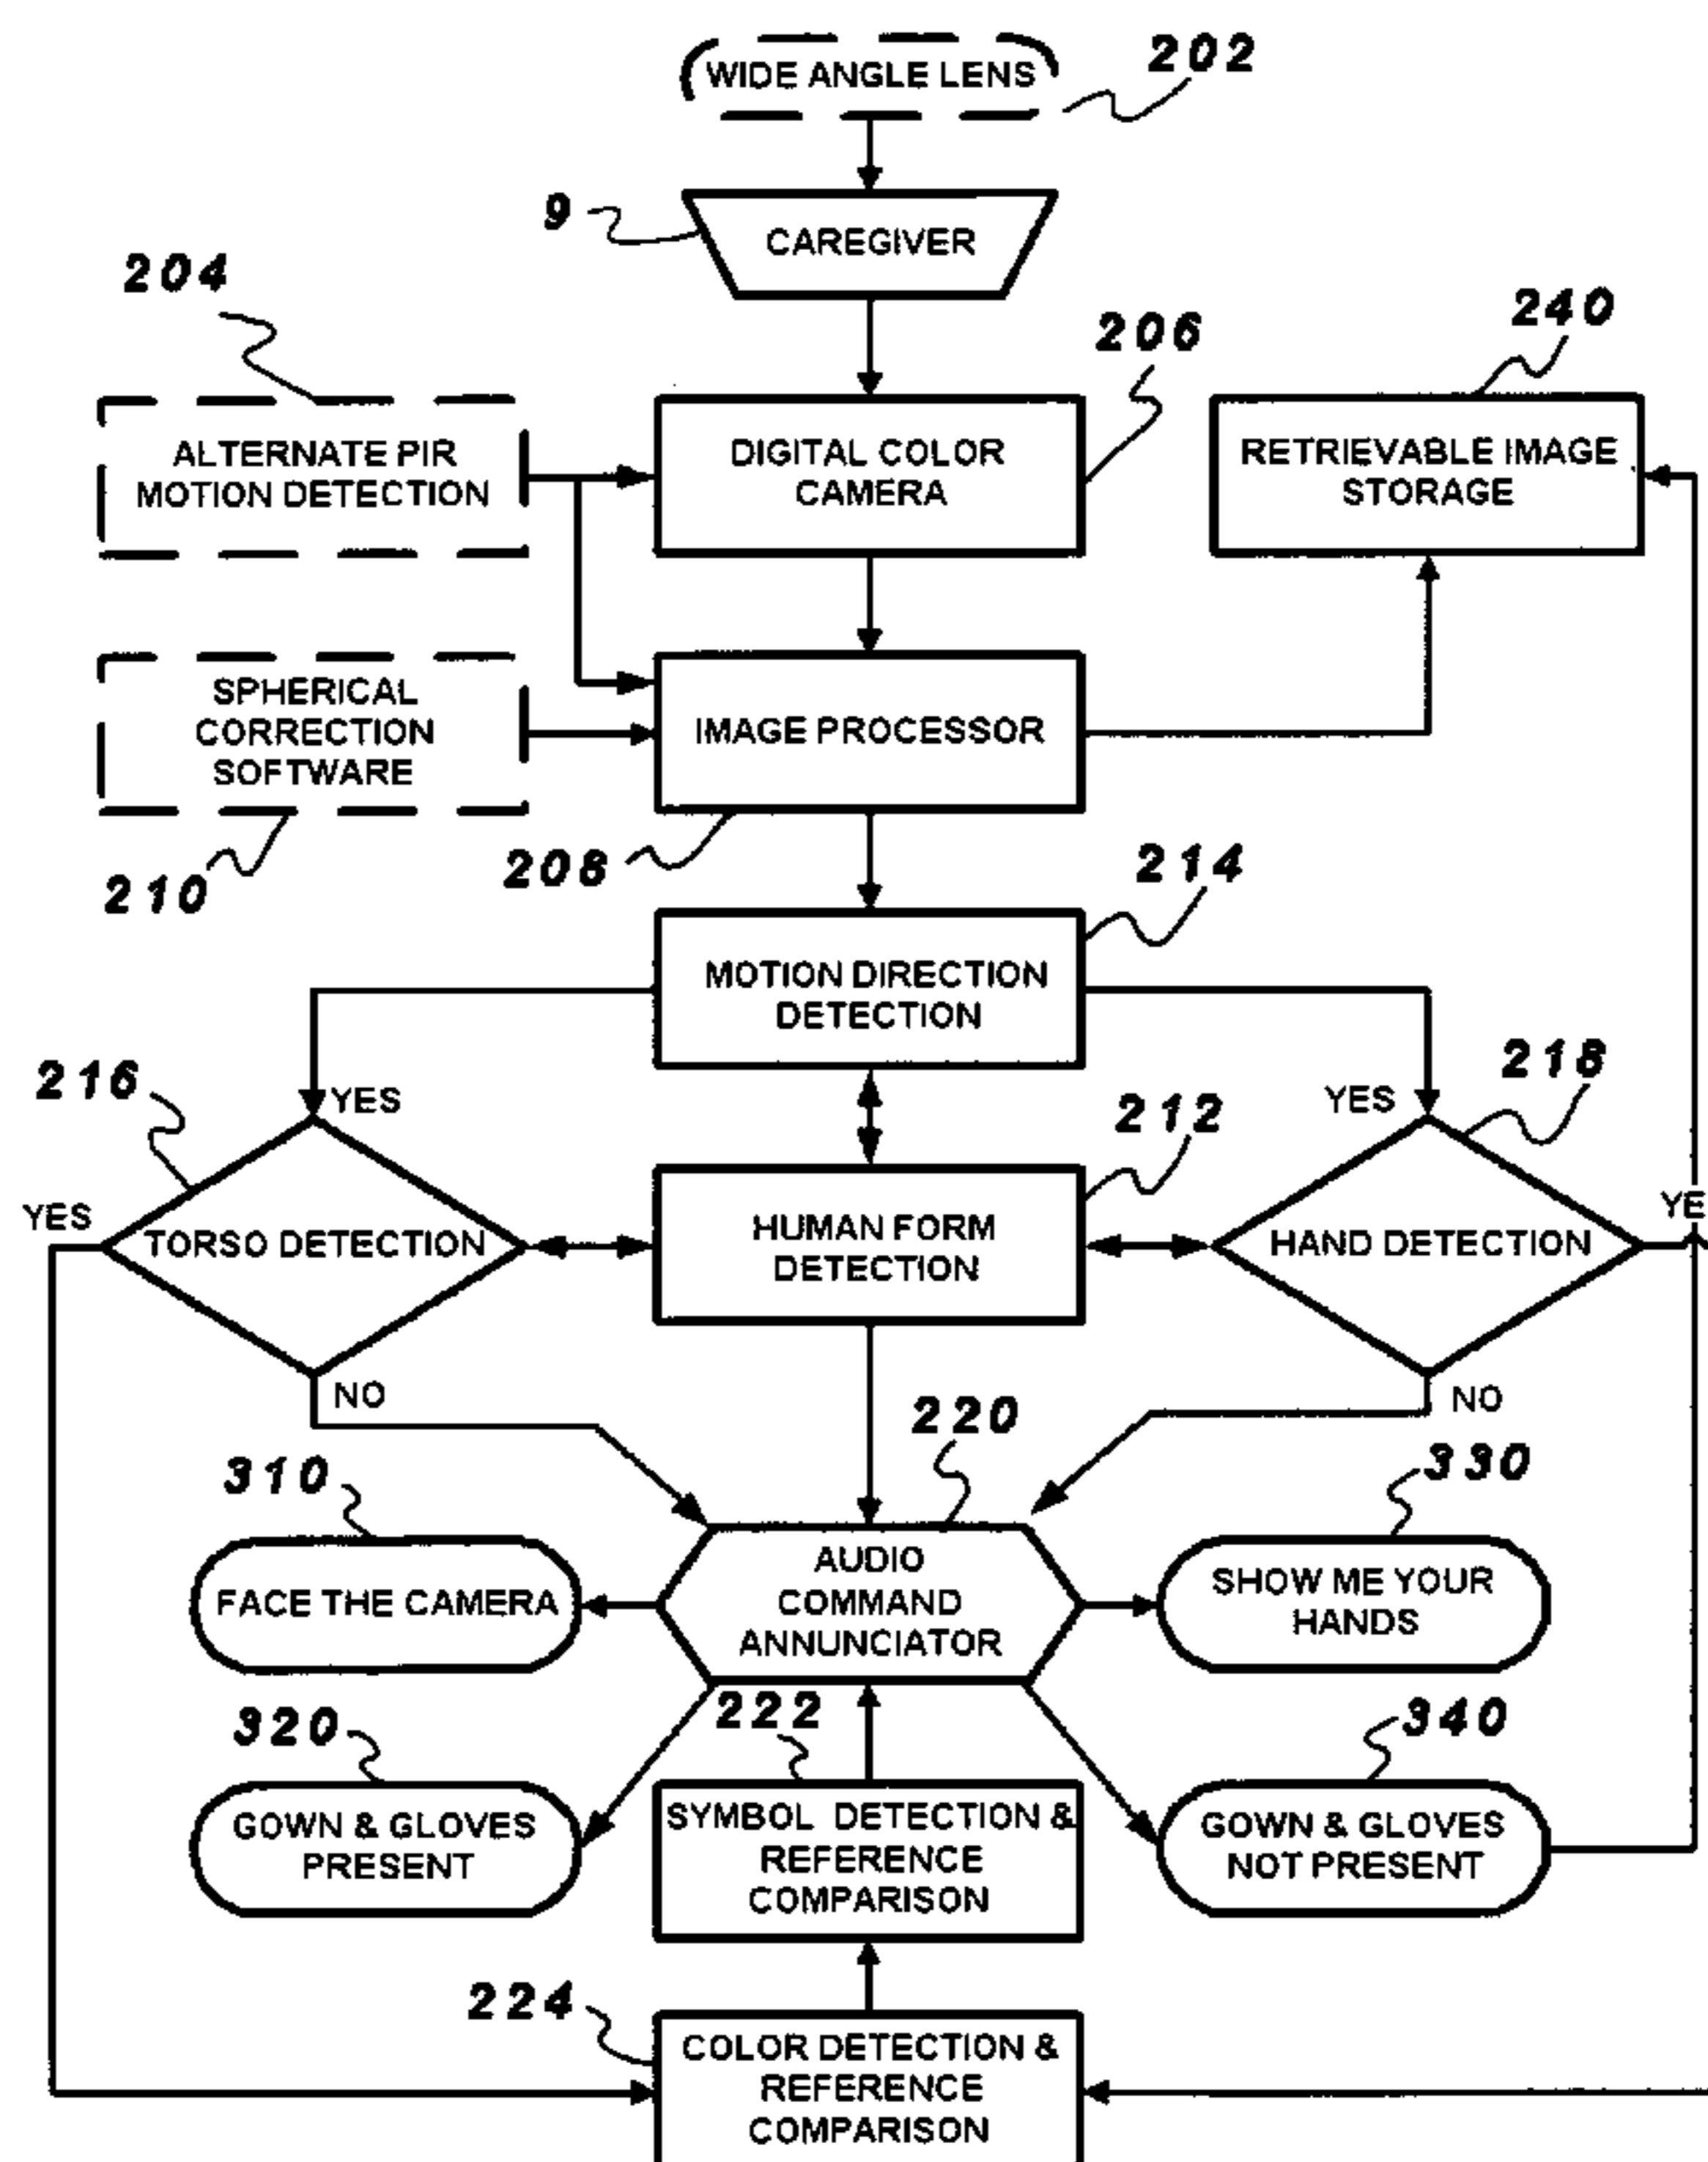 WIDE ANGLE LENS
202
9
CAREGIVER
204
206
240
ALTERNATE PIR
MOTION DETECTION
DIGITAL COLOR
CAMERA
RETRIEVABLE IMAGE
STORAGE
SPHERICAL
CORRECTION
SOFTWARE
IMAGE PROCESSOR
210
208
214
MOTION DIRECTION
DETECTION
216
YES
YES
218
212
YES
TORSO DETECTION
HUMAN FORM
DETECTION
HAND DETECTION
YE
NO
NO
220
310
330
FACE THE CAMERA
AUDIO
COMMAND
ANNUNCIATOR
SHOW ME YOUR
HANDS
320
222
340
GOWN & GLOVES
PRESENT
SYMBOL DETECTION &
REFERENCE
COMPARISON
GOWN & GLOVES
NOT PRESENT
224
COLOR DETECTION &
REFERENCE
COMPARISON